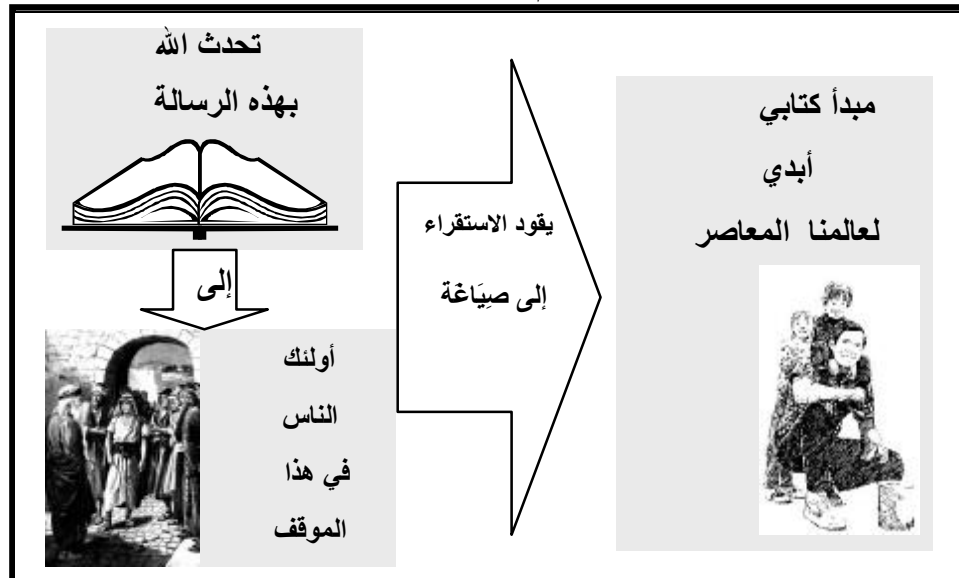 تحدث الله
بهذه الرسالة
إلى
أولئك
الناس
في هذا
الموقف
يقود الاستقراء
إلى صِيَاغَة
مبدأ كتابي
أبدي
لعالمنا المعاصر